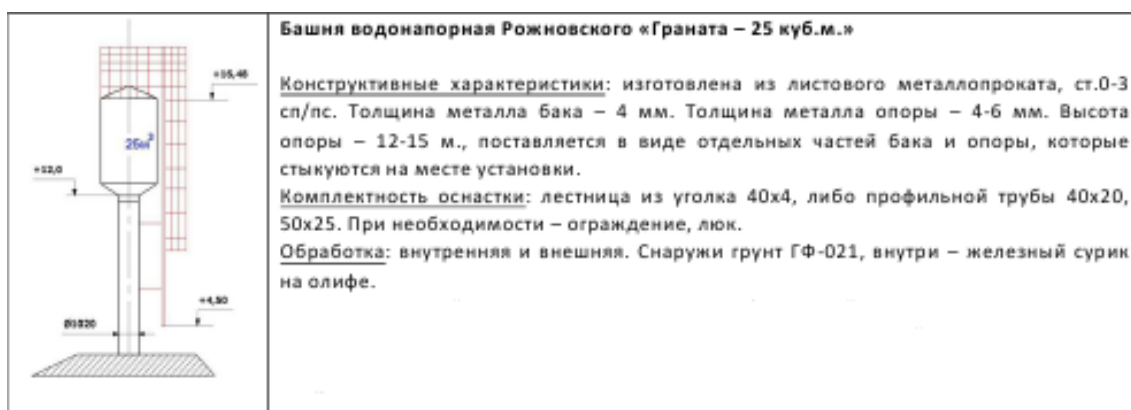 Башня водонапорная Рожновского «Граната – 25 куб.м.»
Конструктивные характеристики: изготовлена из листового металлопроката, ст.0-3
сп/пс. Толщина металла бака – 4 мм. Толщина металла опоры – 4-6 мм. Высота
опоры – 12-15 м., поставляется в виде отдельных частей бака и опоры, которые
стыкуются на месте установки.
Комплектность оснастки: лестница из уголка 40х4, либо профильной трубы 40х20,
50х25. При необходимости – ограждение, люк.
Обработка: внутренняя и внешняя. Снаружи грунт ГФ-021, внутри – железный сурик
на олифе.
+15,45
25м³
+12,0
+4,50
Ø1020